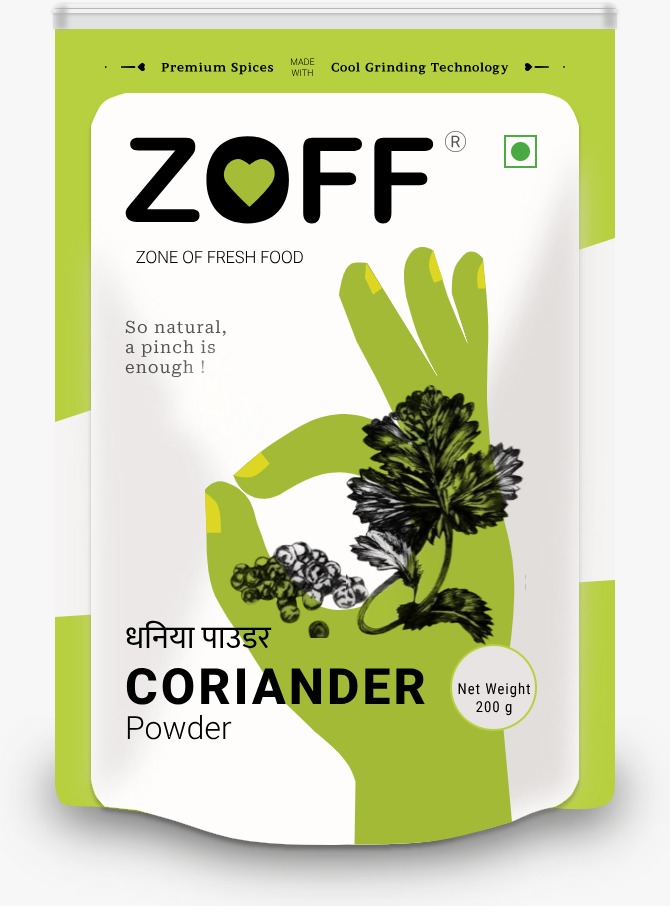 Premium Spices MADE WITH Cool Grinding Technology
ZOFF ®
ZONE OF FRESH FOOD
So natural,
a pinch is
enough !
धनिया पाउडर
CORIANDER
Powder
Net Weight
200 g